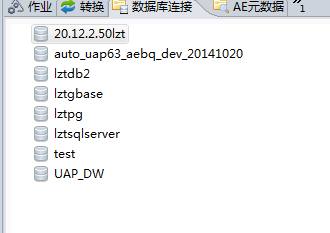 作业 转换 数据库连接 AE元数据 1
20.12.2.50lzt
auto_uap63_aebq_dev_20141020
lztdb2
lztgbase
lztpg
lztsqlserver
test
UAP_DW